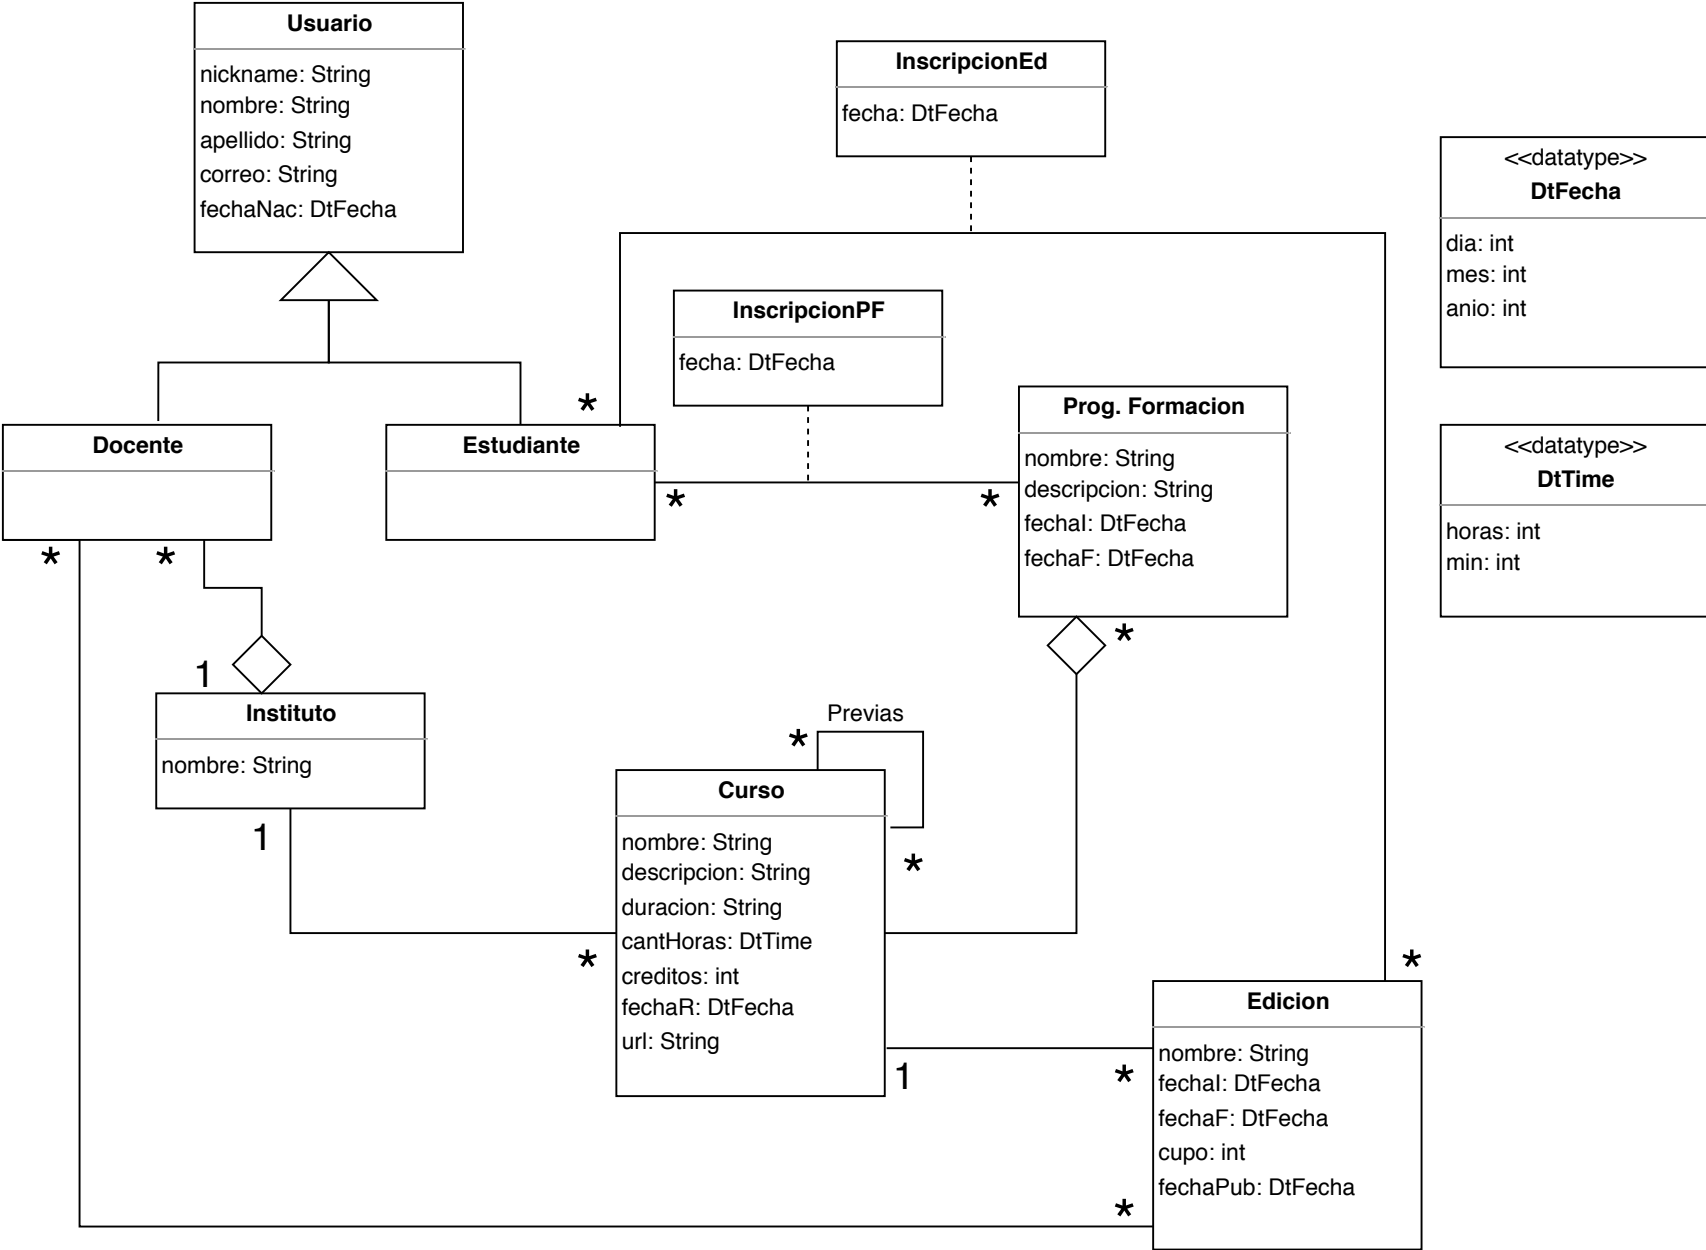 Usuario
nickname: String
nombre: String
apellido: String
correo: String
fechaNac: DtFecha
InscripcionEd
fecha: DtFecha
<<datatype>>
DtFecha
dia: int
mes: int
anio: int
InscripcionPF
fecha: DtFecha
Prog. Formacion
nombre: String
descripcion: String
fechaI: DtFecha
fechaF: DtFecha
*
Docente
Estudiante
<<datatype>>
DtTime
horas: int
min: int
*
*
*
*
*
1
Instituto
nombre: String
1
Previas
*
*
Curso
nombre: String
descripcion: String
duracion: String
cantHoras: DtTime
creditos: int
fechaR: DtFecha
url: String
*
1
*
*
Edicion
nombre: String
fechaI: DtFecha
fechaF: DtFecha
cupo: int
fechaPub: DtFecha
*